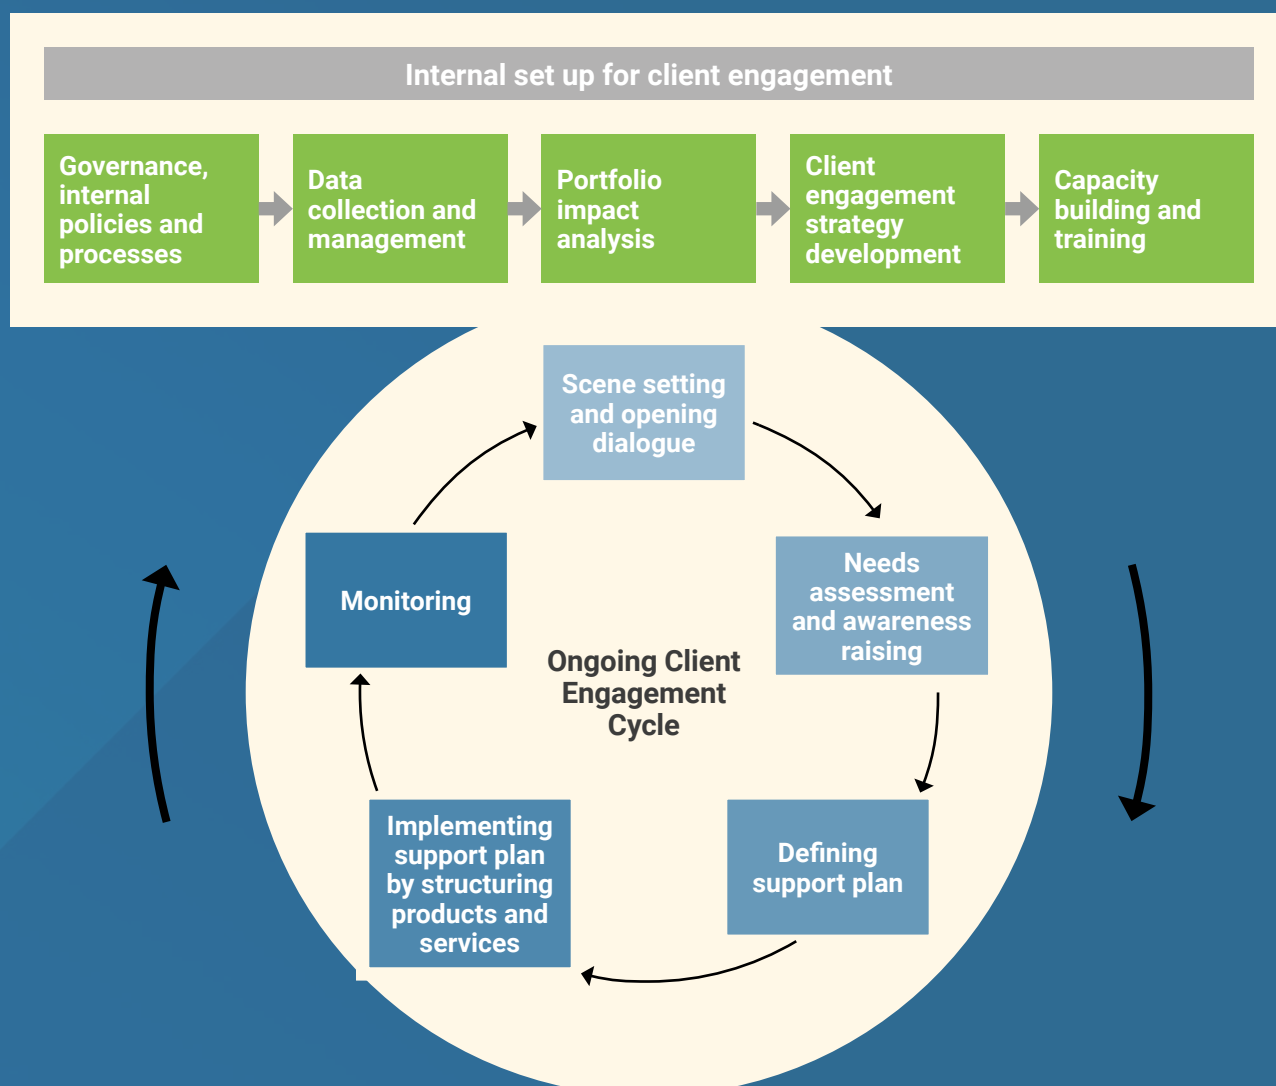 Internal set up for client engagement
Governance,
internal
policies and
processes
Data
collection and
management
Portfolio
impact
analysis
Client
engagement
strategy
development
Capacity
building and
training
Scene setting
and opening
dialogue
Needs
assessment
and awareness
raising
Defining
support plan
Implementing
support plan
by structuring
products and
services
Monitoring
Ongoing Client
Engagement
Cycle